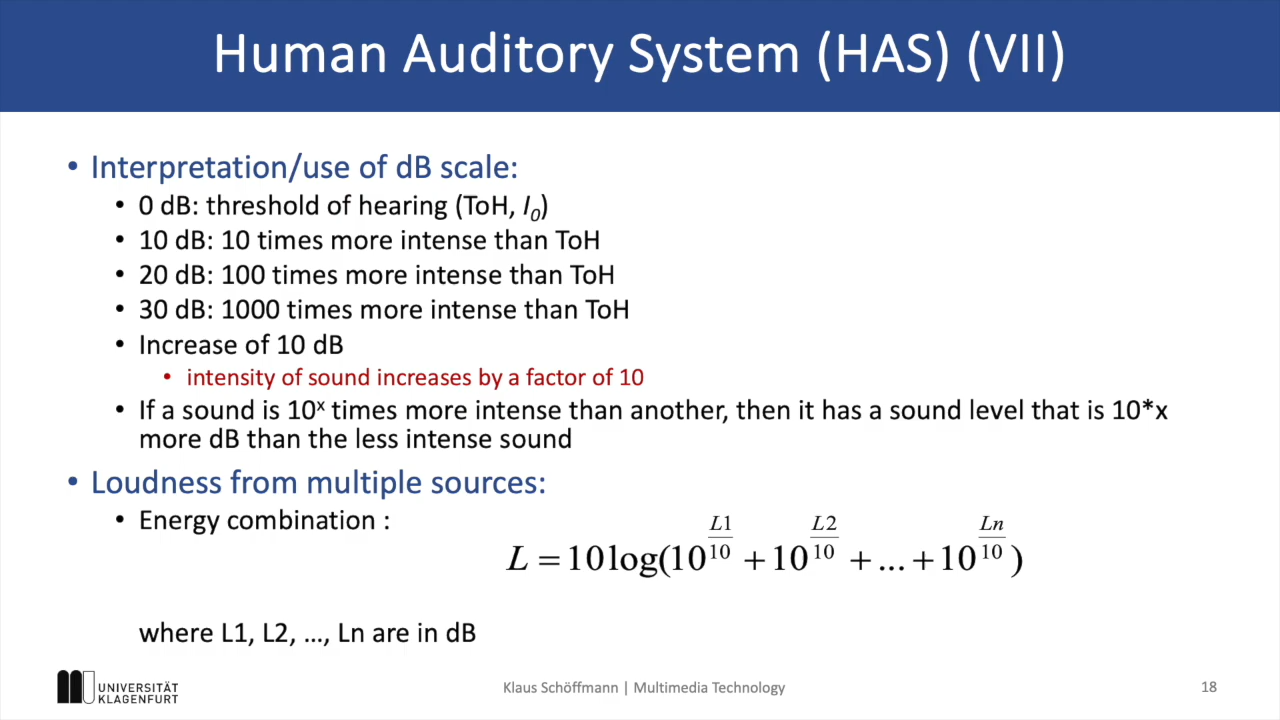 Human Auditory System (HAS) (VII)
• Interpretation/use of dB scale:
• 0 dB: threshold of hearing (ToH, I₀)
• 10 dB: 10 times more intense than ToH
• 20 dB: 100 times more intense than ToH
• 30 dB: 1000 times more intense than ToH
• Increase of 10 dB
• intensity of sound increases by a factor of 10
• If a sound is 10ˣ times more intense than another, then it has a sound level that is 10*x
more dB than the less intense sound
• Loudness from multiple sources:
• Energy combination :
L = 10 log(10^(L1/10) + 10^(L2/10) + ... + 10^(Ln/10))
where L1, L2, ..., Ln are in dB
UNIVERSITÄT
KLAGENFURT
Klaus Schöffmann | Multimedia Technology
18